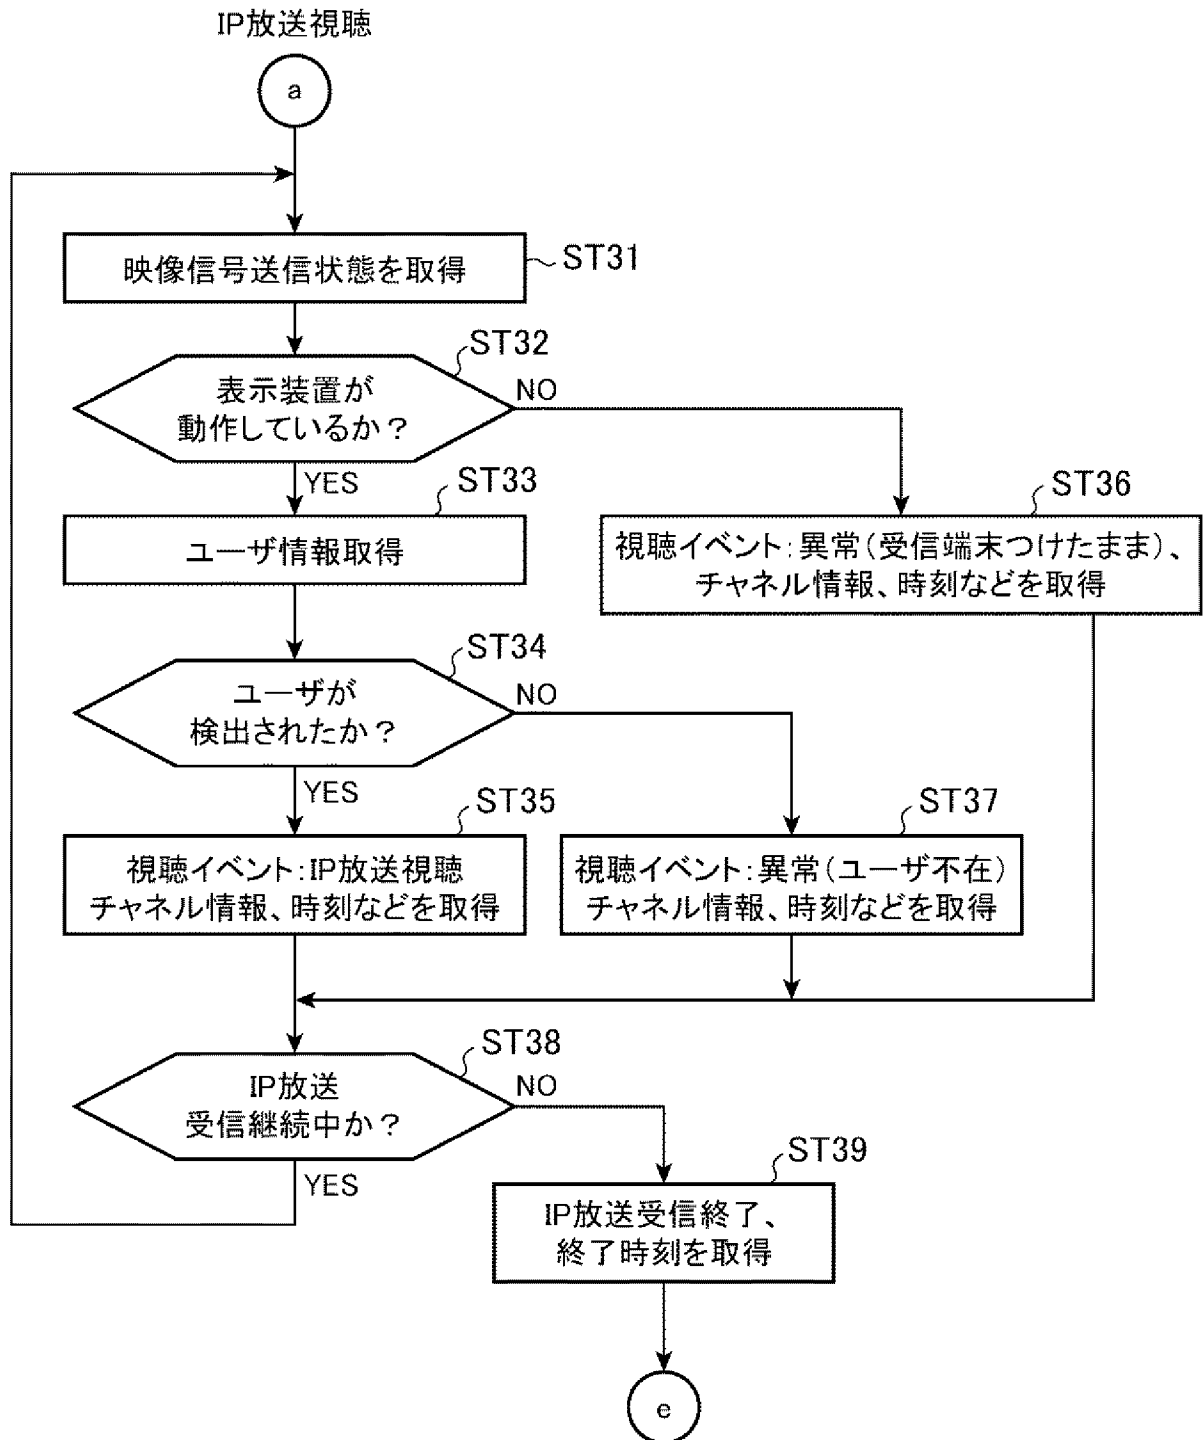 IP放送視聴
a
映像信号送信状態を取得
ST31
ST32
表示装置が
動作しているか？
NO
YES
ST33
ユーザ情報取得
ST36
視聴イベント：異常（受信端末つけたまま）、
チャネル情報、時刻などを取得
ST34
ユーザが
検出されたか？
NO
YES
ST35
視聴イベント：IP放送視聴
チャネル情報、時刻などを取得
ST37
視聴イベント：異常（ユーザ不在）
チャネル情報、時刻などを取得
ST38
IP放送
受信継続中か？
NO
YES
ST39
IP放送受信終了、
終了時刻を取得
e